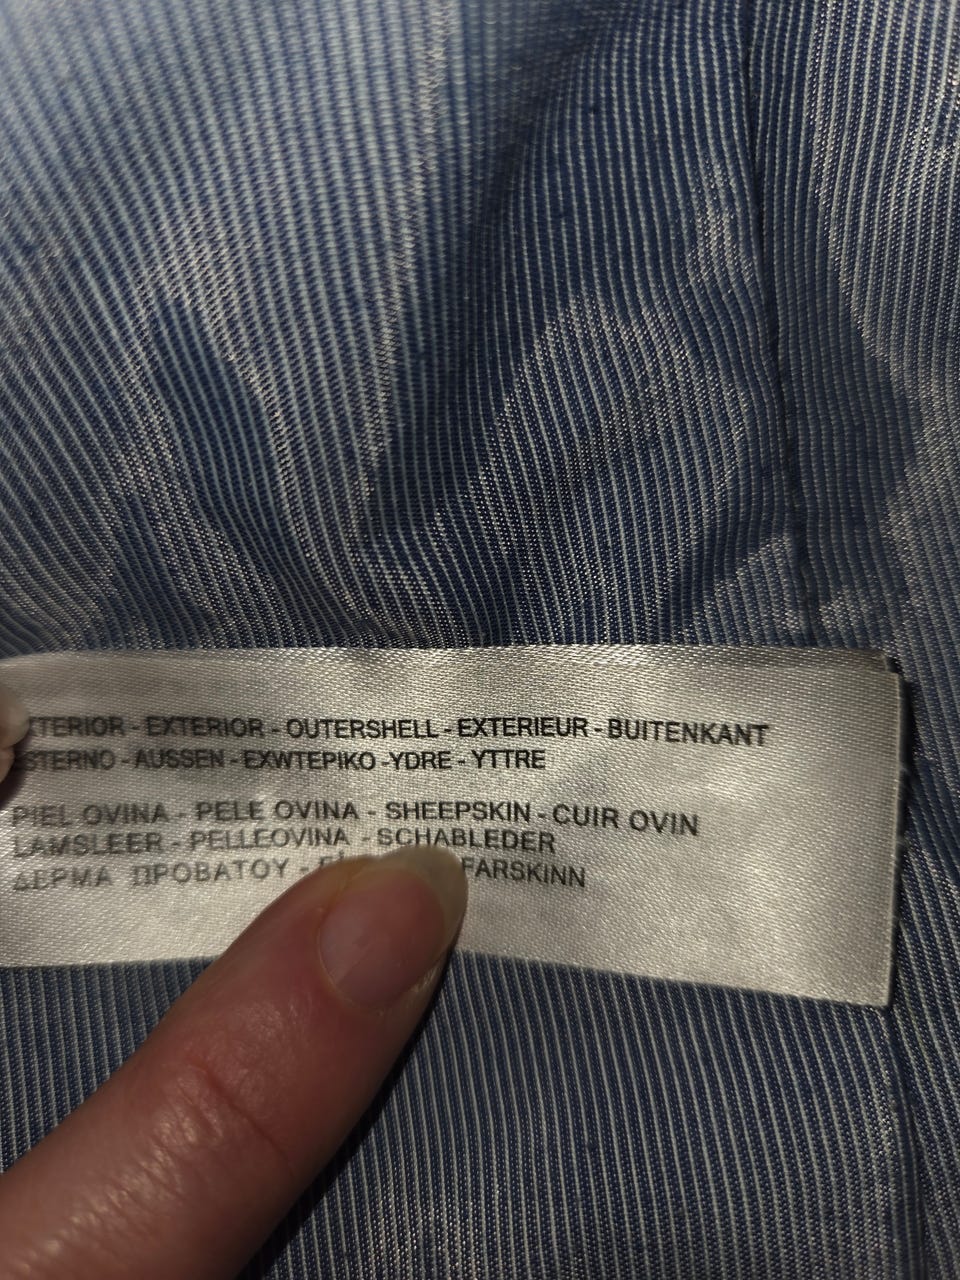 EXTERIOR - EXTERIOR - OUTERSHELL - EXTERIEUR - BUITENKANT
ESTERNO - AUSSEN - EXWTEPIKO -YDRE - YTTRE
PIEL OVINA - PELE OVINA - SHEEPSKIN - CUIR OVIN
LAMSLEER - PELLEOVINA - SCHABLEDER
ΔΕΡΜΑ ΠΡΟΒΑΤΟΥ - FARSKINN